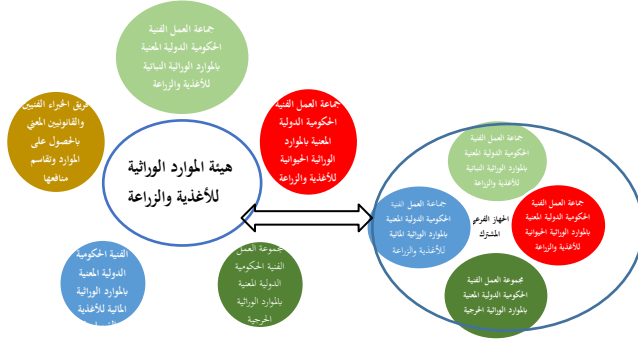 جماعة العمل الفنية
الحكومية الدولية المعنية
بالموارد الوراثية النباتية
للأغذية والزراعة
فريق الخبراء الفنيين
والقانونيين المعني
بالحصول على
الموارد وتقاسم
منافعها
جماعة العمل الفنية
الحكومية الدولية
المعنية بالموارد
الوراثية الحيوانية
للأغذية والزراعة
هيئة الموارد الوراثية
للأغذية والزراعة
الفنية الحكومية
الدولية المعنية
بالموارد الوراثية
المائية للأغذية
مجموعة العمل
الفنية الحكومية
الدولية المعنية
بالموارد الوراثية
الحرجية
جماعة العمل الفنية
الحكومية الدولية المعنية
بالموارد الوراثية النباتية
للأغذية والزراعة
جماعة العمل الفنية
الحكومية الدولية المعنية
بالموارد الوراثية الحيوانية
للأغذية والزراعة
الجهاز الفرعي
المشترك
جماعة العمل الفنية
الحكومية الدولية المعنية
بالموارد الوراثية المائية
للأغذية والزراعة
مجموعة العمل الفنية
الحكومية الدولية المعنية
بالموارد الوراثية الحرجية